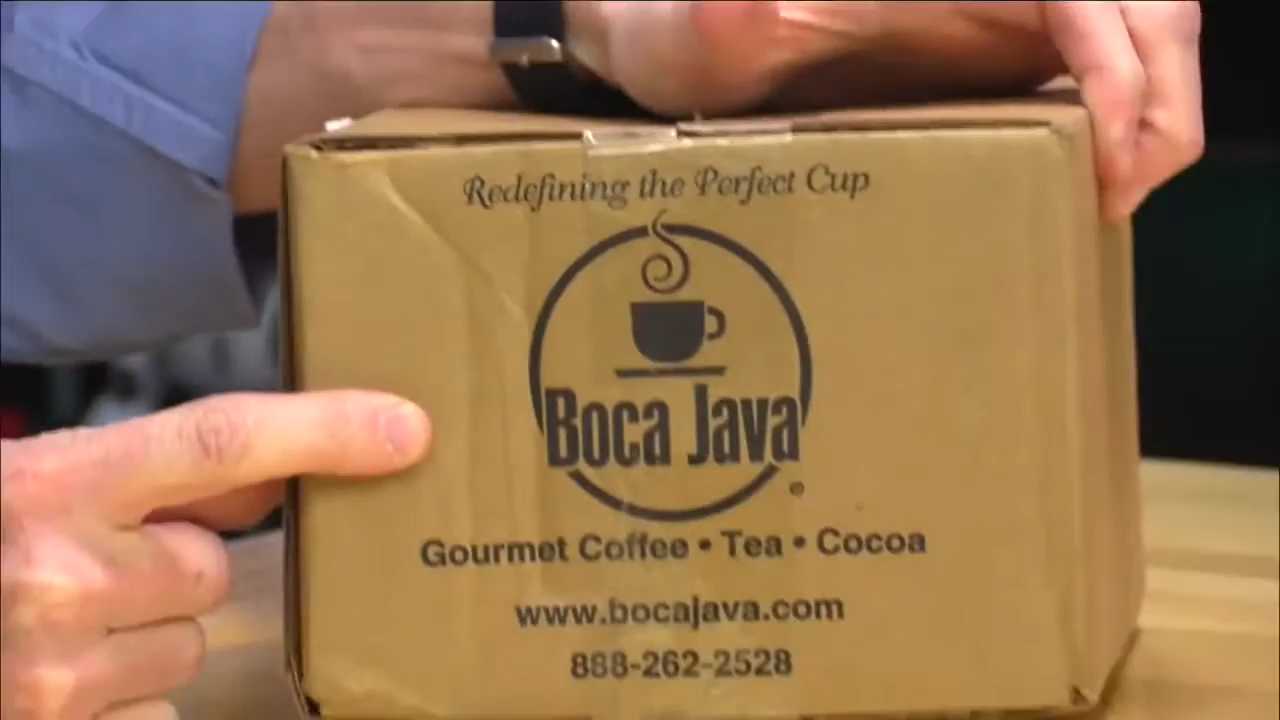 Redefining the Perfect Cup
Boca Java
Gourmet Coffee • Tea • Cocoa
www.bocajava.com
888-262-2528